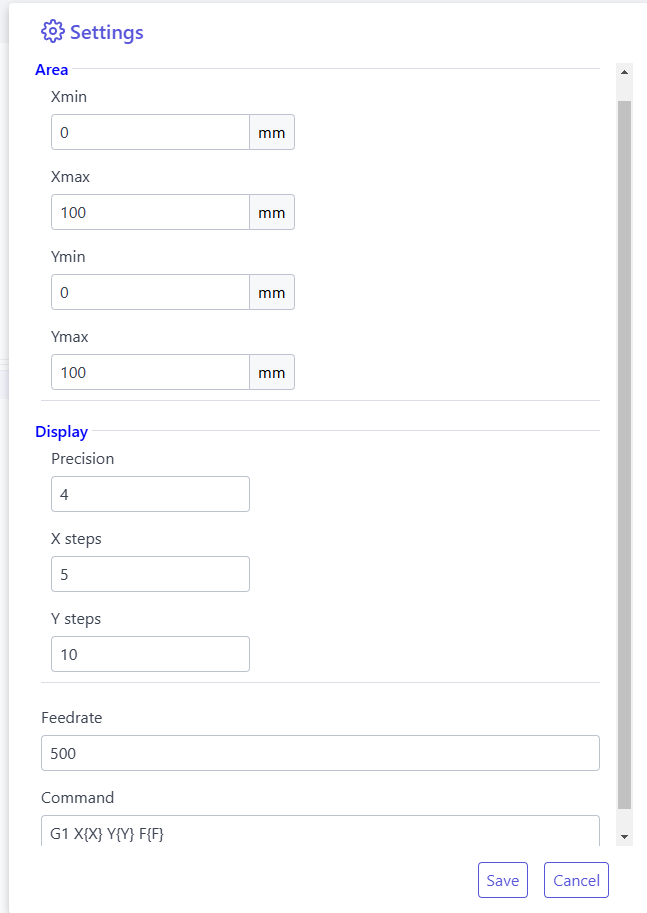 Settings
Area
Xmin
0 mm
Xmax
100 mm
Ymin
0 mm
Ymax
100 mm
Display
Precision
4
X steps
5
Y steps
10
Feedrate
500
Command
G1 X{X} Y{Y} F{F}
Save Cancel